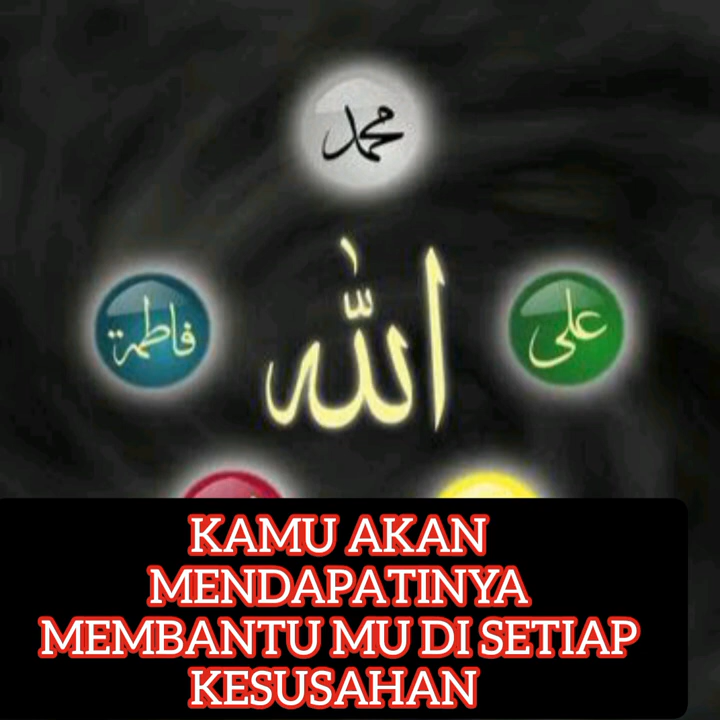 محمد
الله
علی
فاطمة
KAMU AKAN
MENDAPATINYA
MEMBANTU MU DI SETIAP
KESUSAHAN